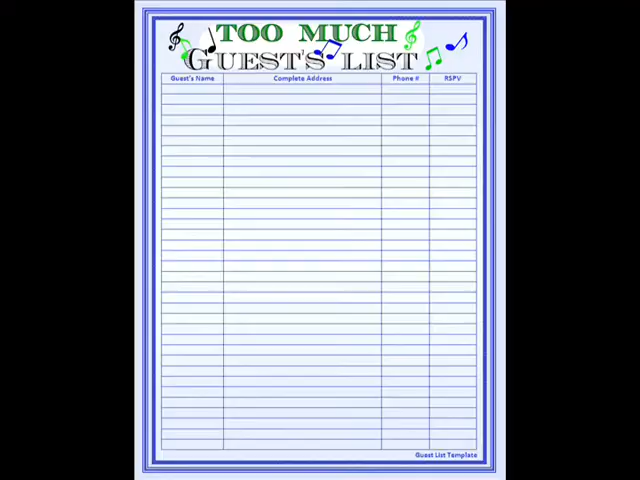 TOO MUCH
GUEST'S LIST
Guest's Name Complete Address Phone # RSPV
Guest List Template